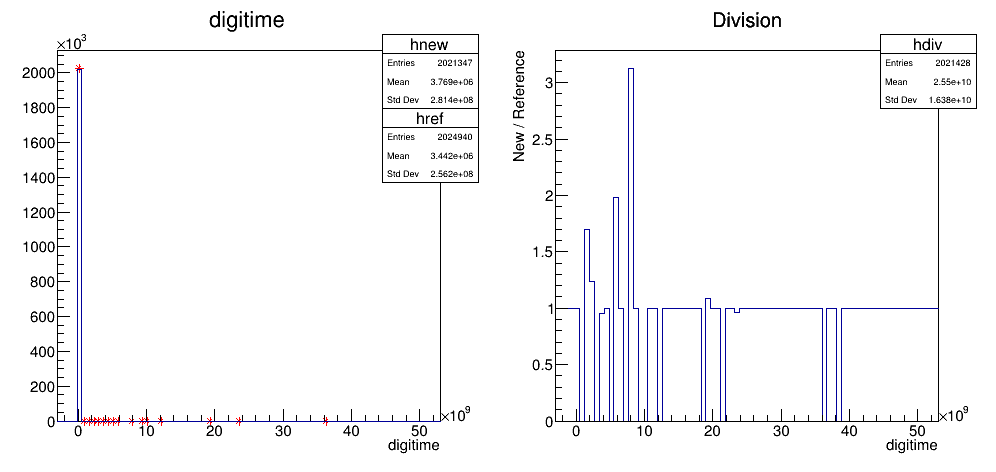 digitime
×10³
hnew
Entries 2021347
Mean 3.769e+06
Std Dev 2.814e+08
href
Entries 2024940
Mean 3.442e+06
Std Dev 2.562e+08
2000
1800
1600
1400
1200
1000
800
600
400
200
0
0 10 20 30 40 50 ×10⁹
digitime
Division
hdiv
Entries 2021428
Mean 2.55e+10
Std Dev 1.638e+10
New / Reference
3
2.5
2
1.5
1
0.5
0
0 10 20 30 40 50 ×10⁹
digitime